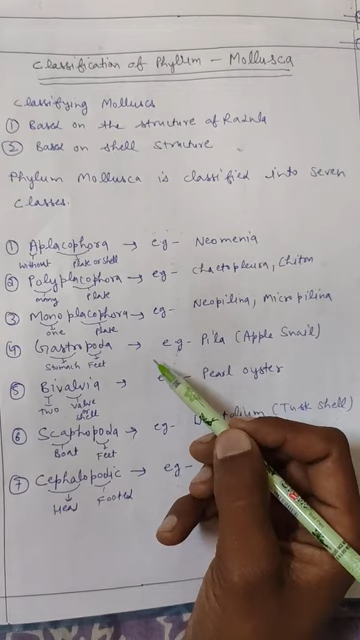 Classification of Phylum - Mollusca
Classifying Molluscs
① Based on the structure of Radula
② Based on shell structure
Phylum Mollusca is classified into Seven
Classes.
① Aplacophora → eg - Neomenia
without Plate or shell
② Polyplacophora → eg - Chaetopleura, Chiton
many Plate
③ Monoplacophora → eg - Neopilina, Micropilina
one Plate
④ Gastropoda → eg - Pila (Apple Snail)
Stomach Feet
⑤ Bivalvia → - Pearl oyster
Two valve
shell
⑥ Scaphopoda → eg - (Tusk shell)
Boat Feet
⑦ Cephalopodic → eg -
Head Footed